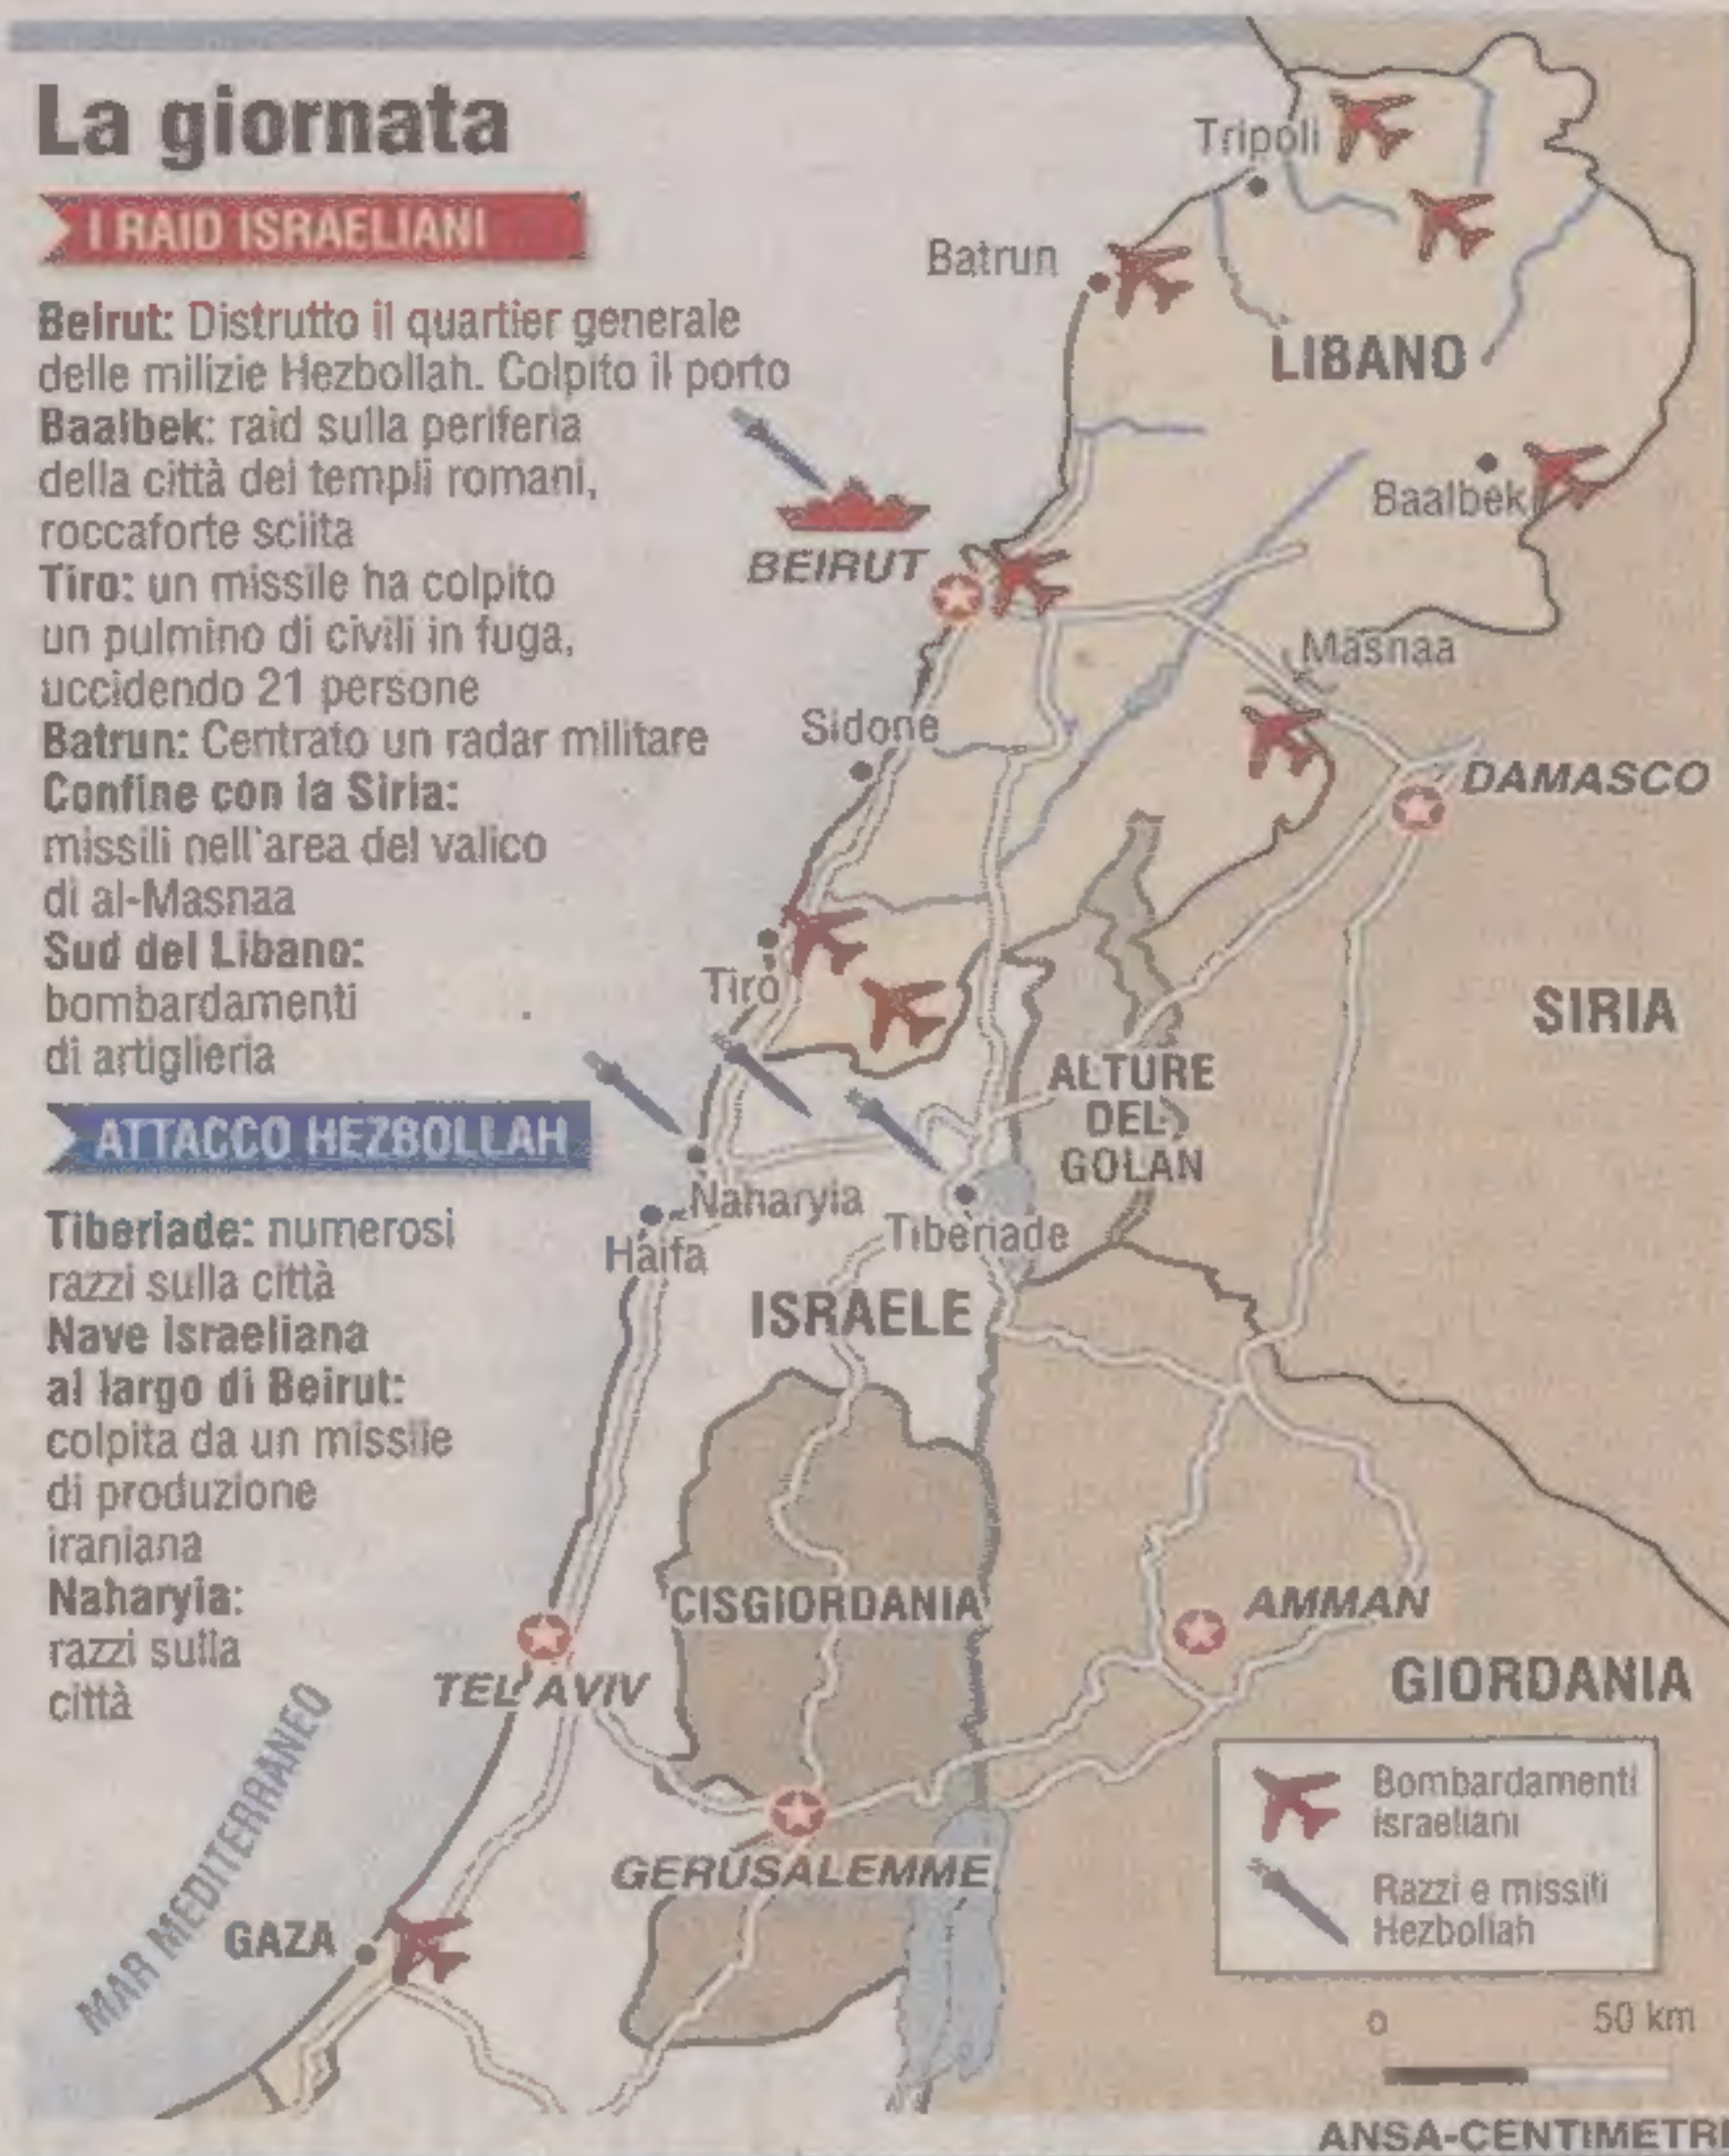 La giornata
I RAID ISRAELIANI
Beirut: Distrutto il quartier generale
delle milizie Hezbollah. Colpito il porto
Baalbek: raid sulla periferia
della città dei templi romani,
roccaforte sciita
Tiro: un missile ha colpito
un pulmino di civili in fuga,
uccidendo 21 persone
Batrun: Centrato un radar militare
Confine con la Siria:
missili nell'area del valico
di al-Masnaa
Sud del Libano:
bombardamenti
di artiglieria
ATTACCO HEZBOLLAH
Tiberiade: numerosi
razzi sulla città
Nave israeliana
al largo di Beirut:
colpita da un missile
di produzione
iraniana
Naharyia:
razzi sulla
città
Tripoli
Batrun
LIBANO
Baalbek
BEIRUT
Masnaa
Sidone
DAMASCO
Tiro
SIRIA
ALTURE
DEL
GOLAN
Naharyia
Haifa
Tiberiade
ISRAELE
CISGIORDANIA
AMMAN
TEL AVIV
GIORDANIA
MAR MEDITERRANEO
GERUSALEMME
GAZA
Bombardamenti
israeliani
Razzi e missili
Hezbollah
0 50 km
ANSA-CENTIMETRI